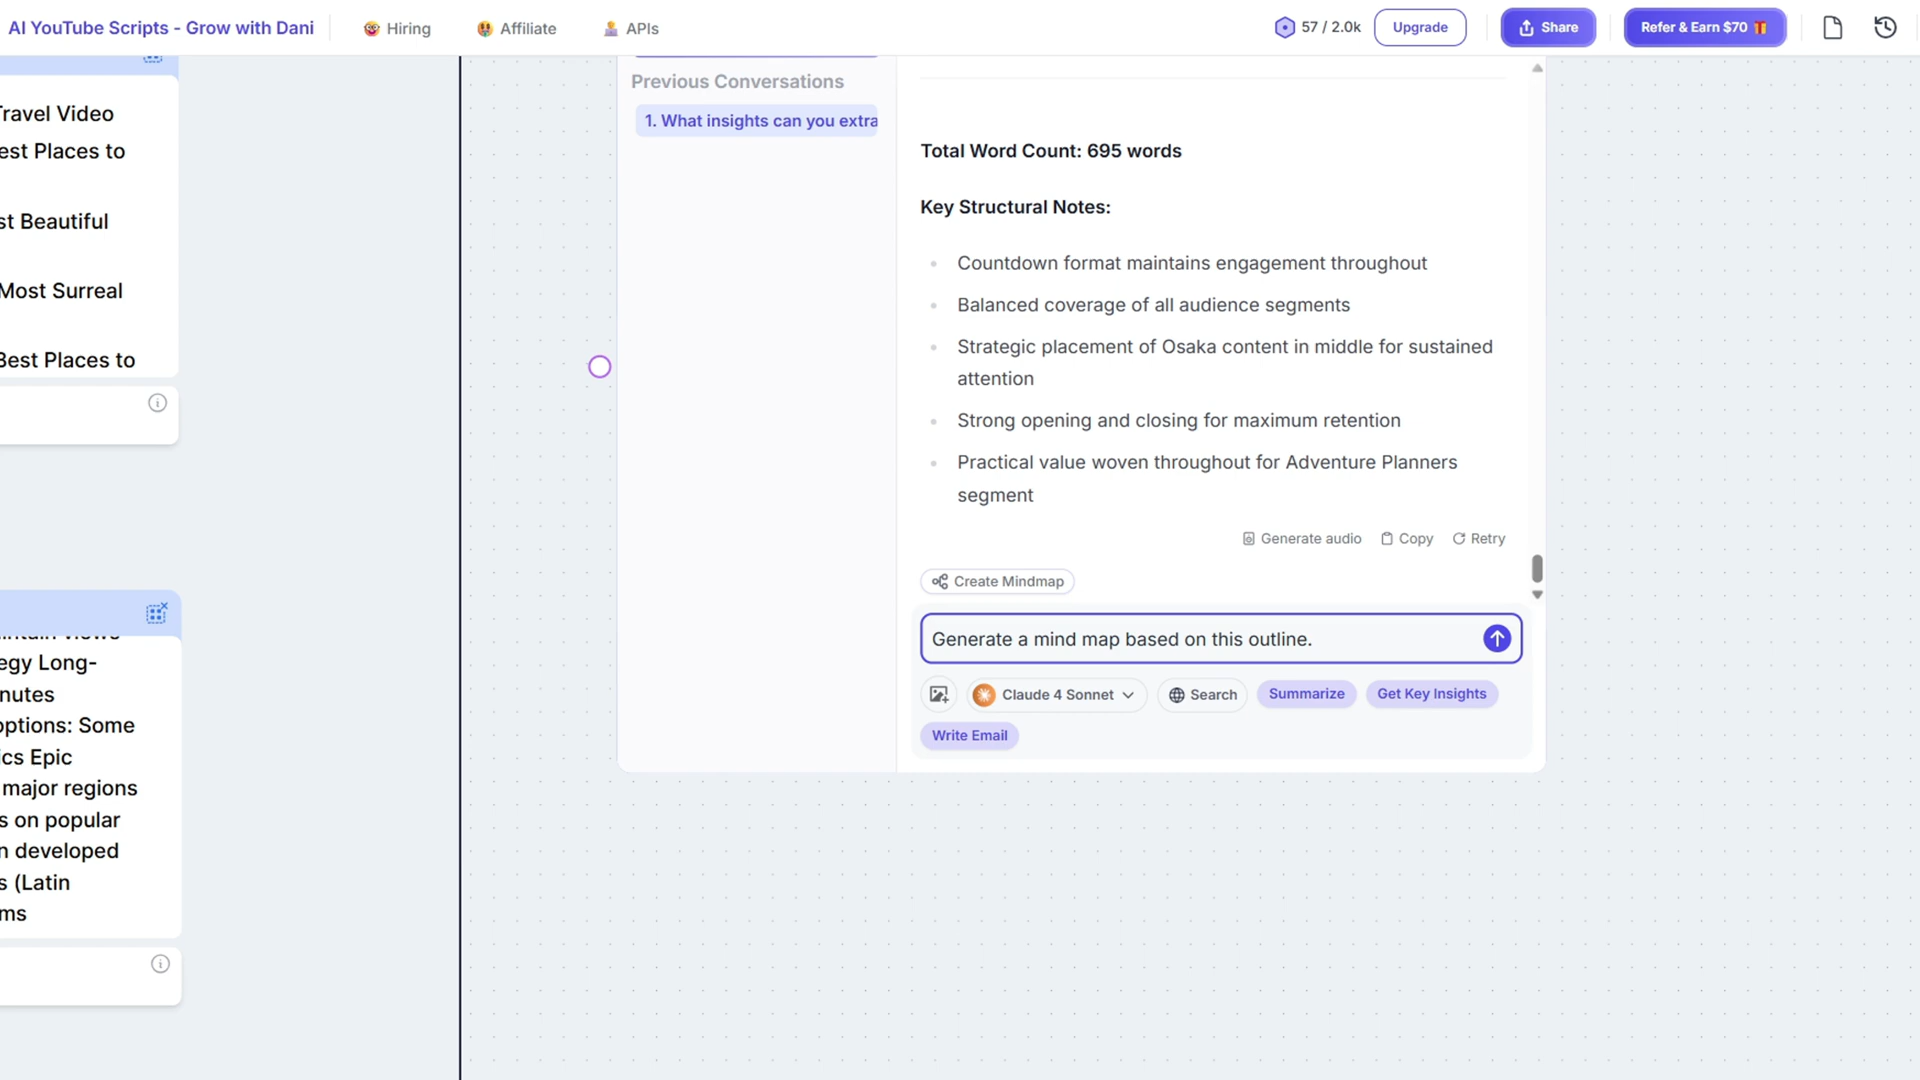 AI YouTube Scripts - Grow with Dani
Hiring
Affiliate
APIs
57 / 2.0k
Upgrade
Share
Refer & Earn $70
Travel Video
est Places to
st Beautiful
Most Surreal
Best Places to
egy Long-
nutes
options: Some
ics Epic
major regions
s on popular
n developed
s (Latin
ms
Previous Conversations
1. What insights can you extra
Total Word Count: 695 words
Key Structural Notes:
Countdown format maintains engagement throughout
Balanced coverage of all audience segments
Strategic placement of Osaka content in middle for sustained
attention
Strong opening and closing for maximum retention
Practical value woven throughout for Adventure Planners
segment
Generate audio
Copy
Retry
Create Mindmap
Generate a mind map based on this outline.
Claude 4 Sonnet
Search
Summarize
Get Key Insights
Write Email